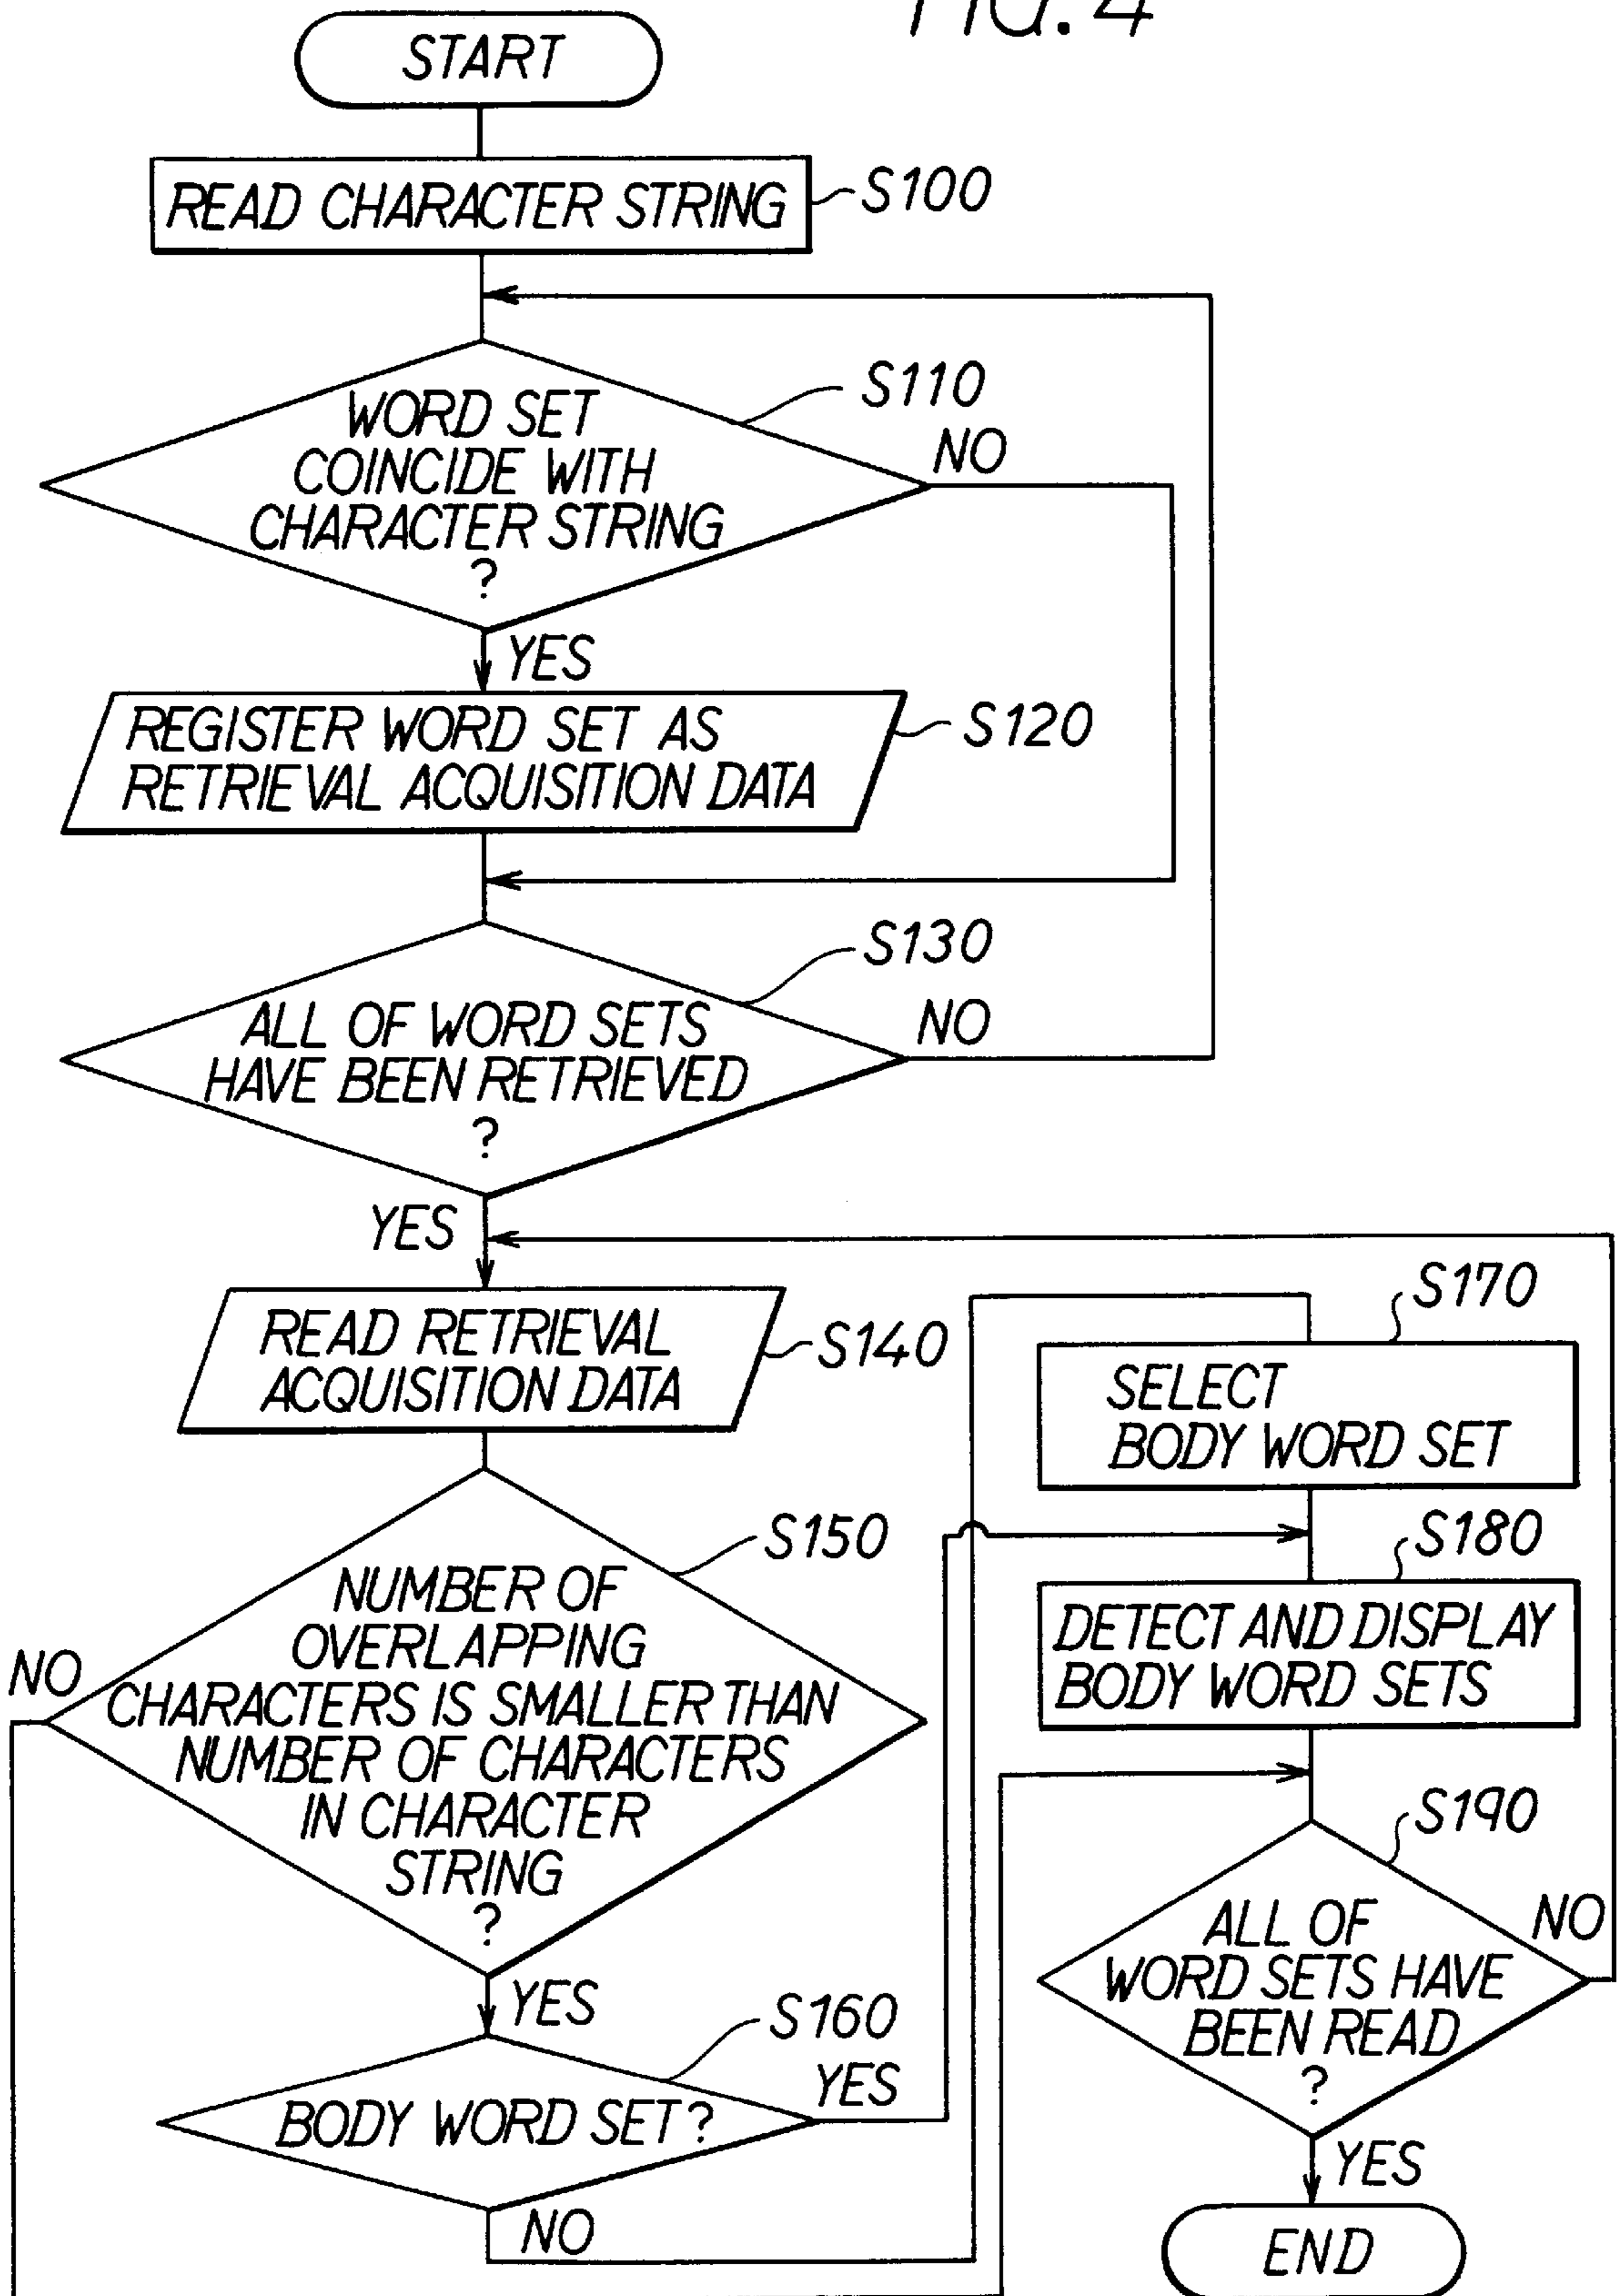 FIG. 4
START
READ CHARACTER STRING
S100
S110
WORD SET
COINCIDE WITH
CHARACTER STRING
?
NO
YES
REGISTER WORD SET AS
RETRIEVAL ACQUISITION DATA
S120
S130
ALL OF WORD SETS
HAVE BEEN RETRIEVED
?
NO
YES
READ RETRIEVAL
ACQUISITION DATA
S140
S150
NUMBER OF
OVERLAPPING
CHARACTERS IS SMALLER THAN
NUMBER OF CHARACTERS
IN CHARACTER
STRING
?
NO
YES
S160
BODY WORD SET?
YES
NO
S170
SELECT
BODY WORD SET
S180
DETECT AND DISPLAY
BODY WORD SETS
S190
ALL OF
WORD SETS HAVE
BEEN READ
?
NO
YES
END